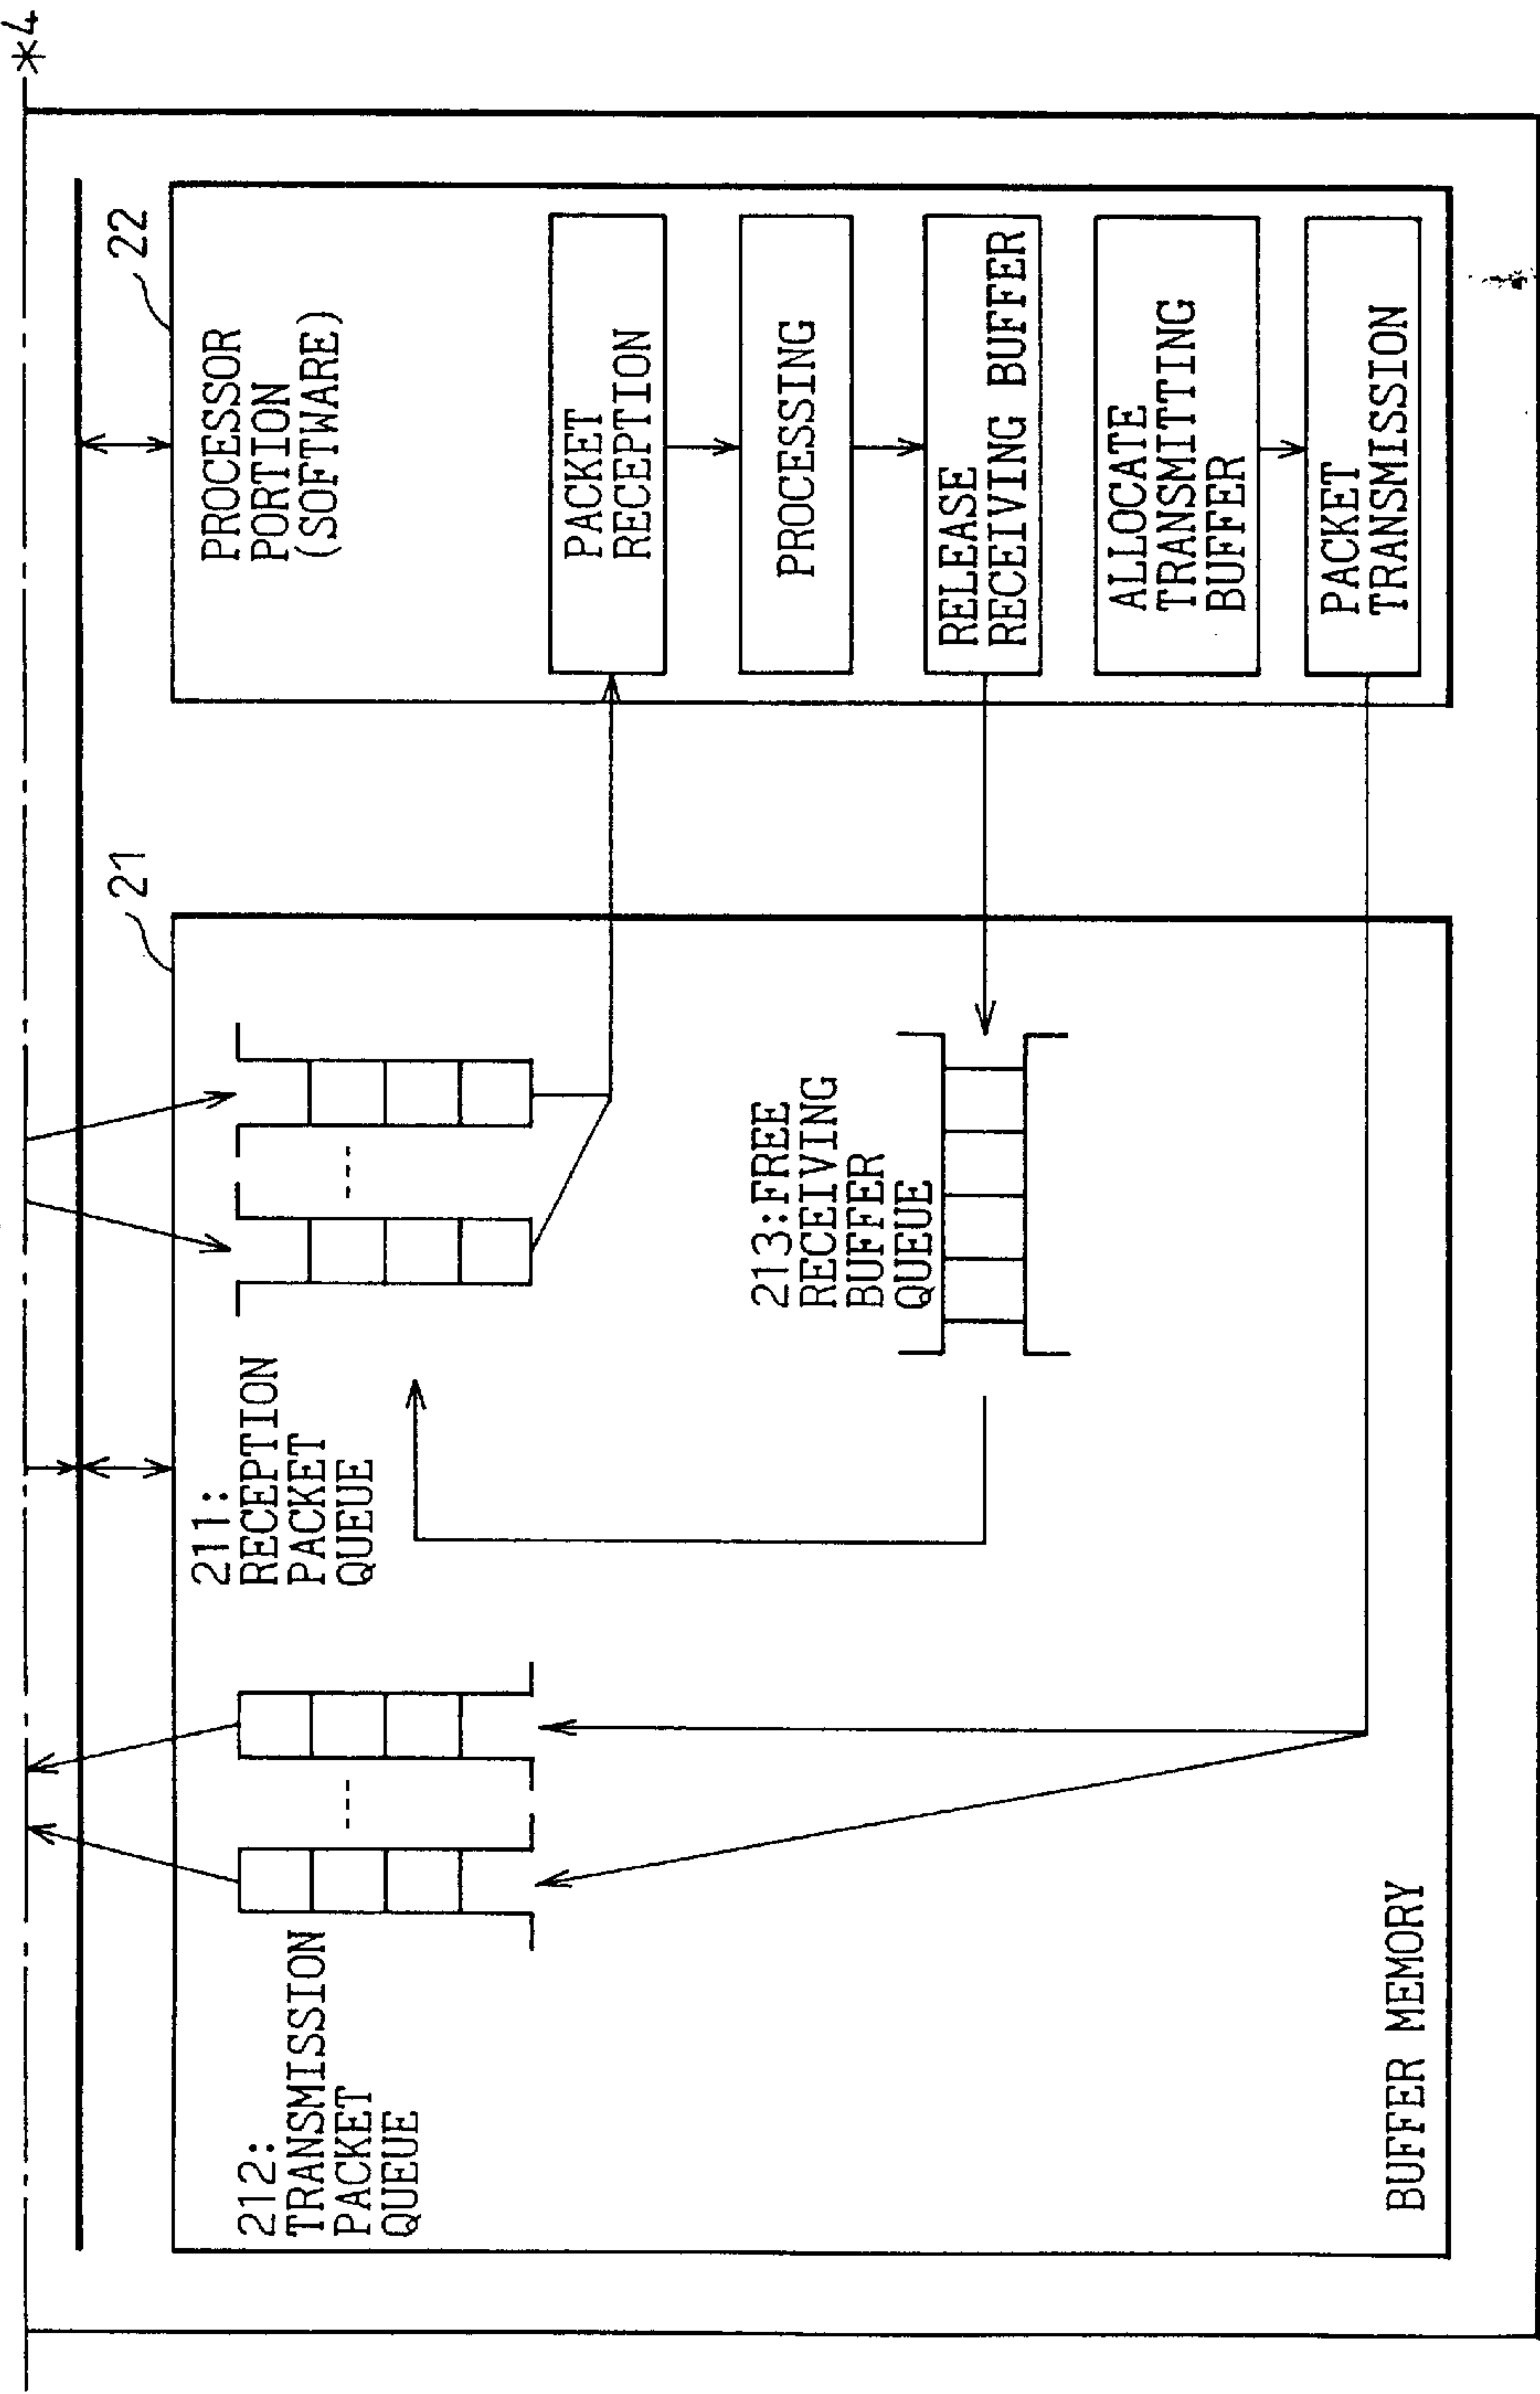 *4
212:
TRANSMISSION
PACKET
QUEUE
211:
RECEPTION
PACKET
QUEUE
21
213:FREE
RECEIVING
BUFFER
QUEUE
BUFFER MEMORY
22
PROCESSOR
PORTION
(SOFTWARE)
PACKET
RECEPTION
PROCESSING
RELEASE
RECEIVING BUFFER
ALLOCATE
TRANSMITTING
BUFFER
PACKET
TRANSMISSION